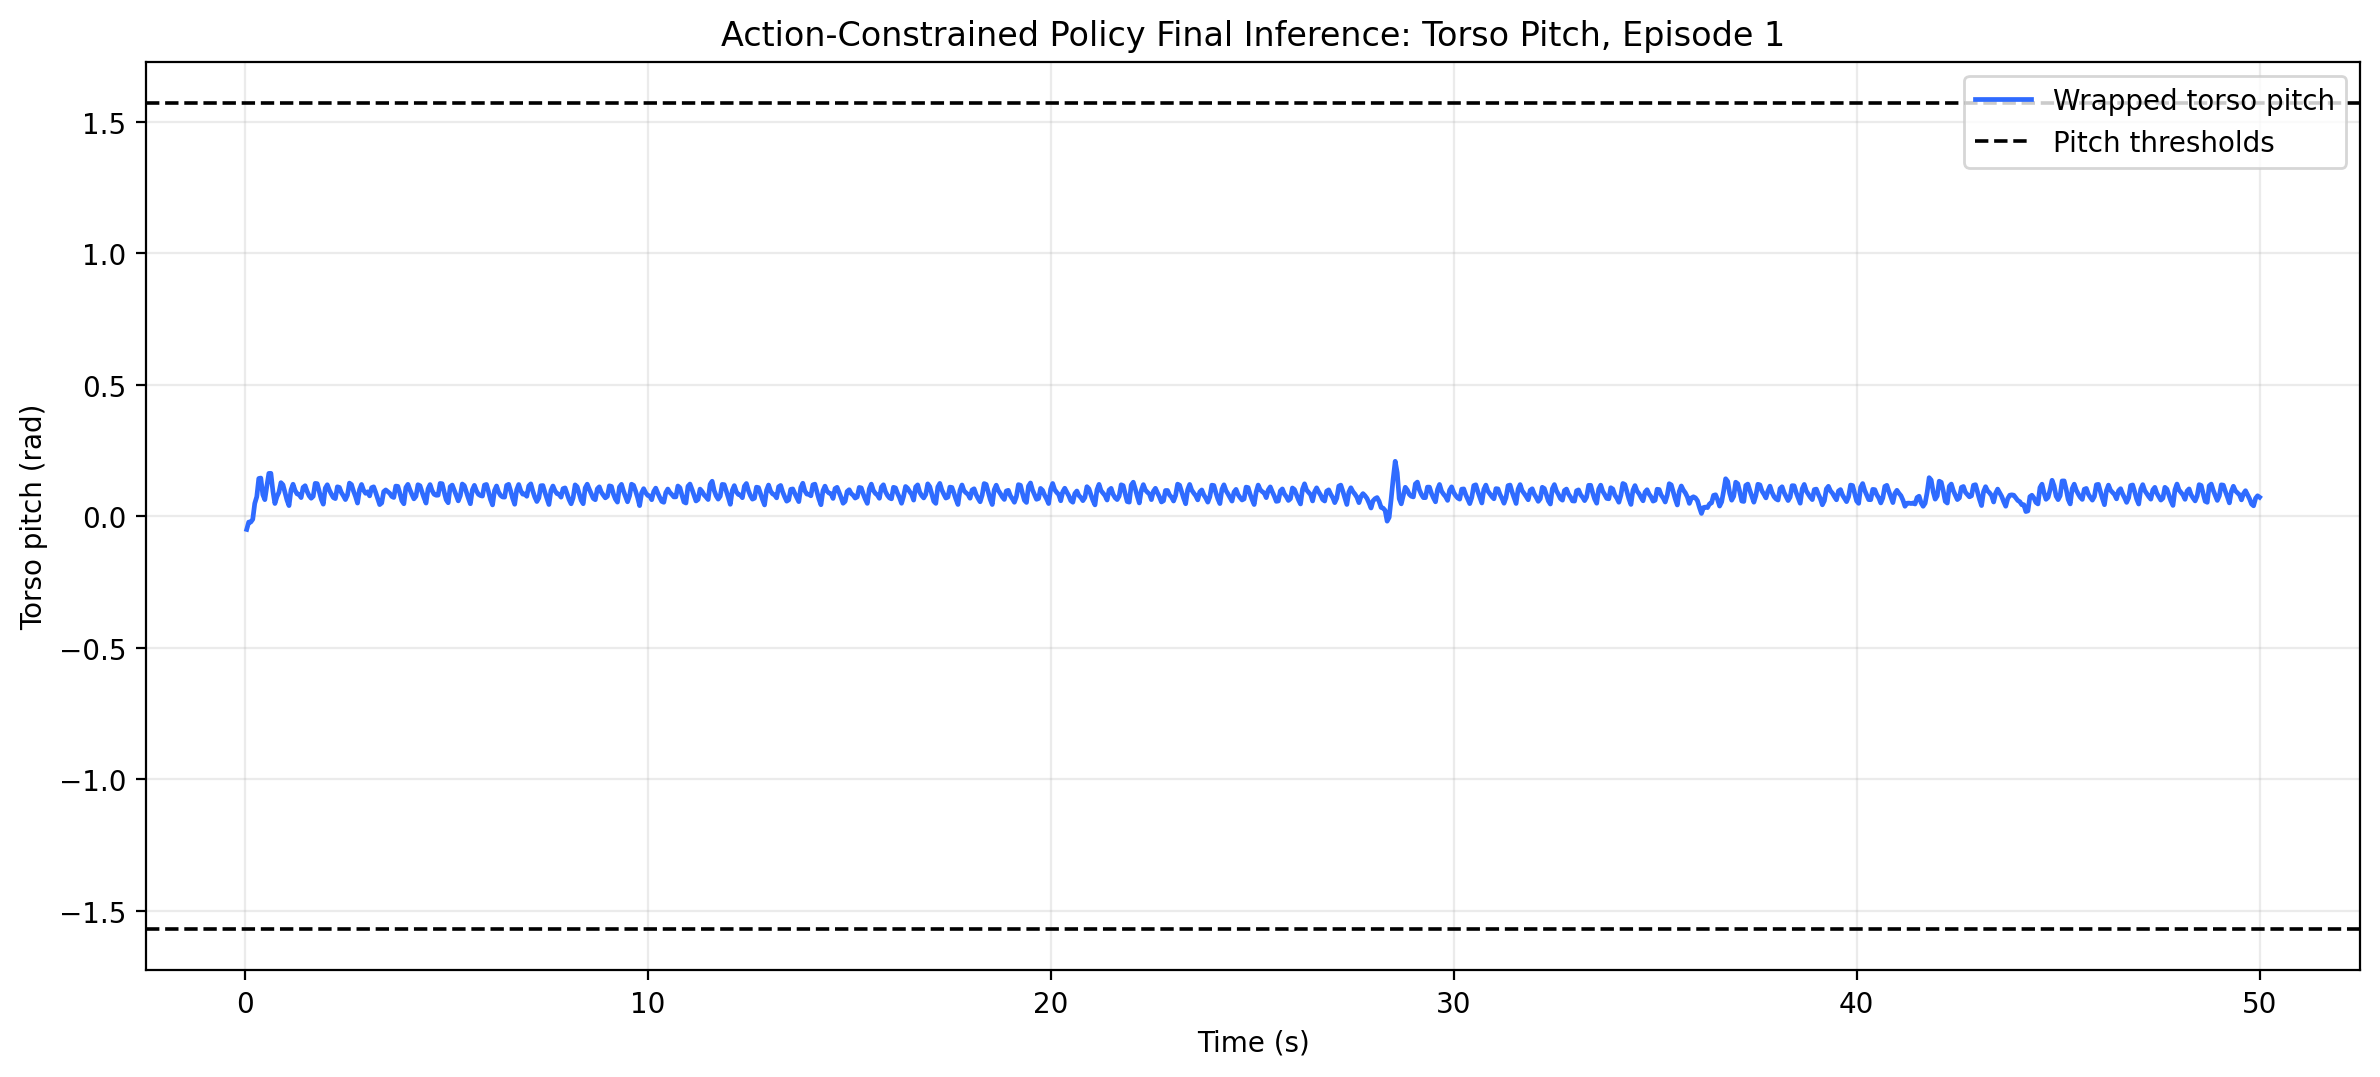 Action-Constrained Policy Final Inference: Torso Pitch, Episode 1
Wrapped torso pitch
Pitch thresholds
Torso pitch (rad)
1.5
1.0
0.5
0.0
−0.5
−1.0
−1.5
0 10 20 30 40 50
Time (s)